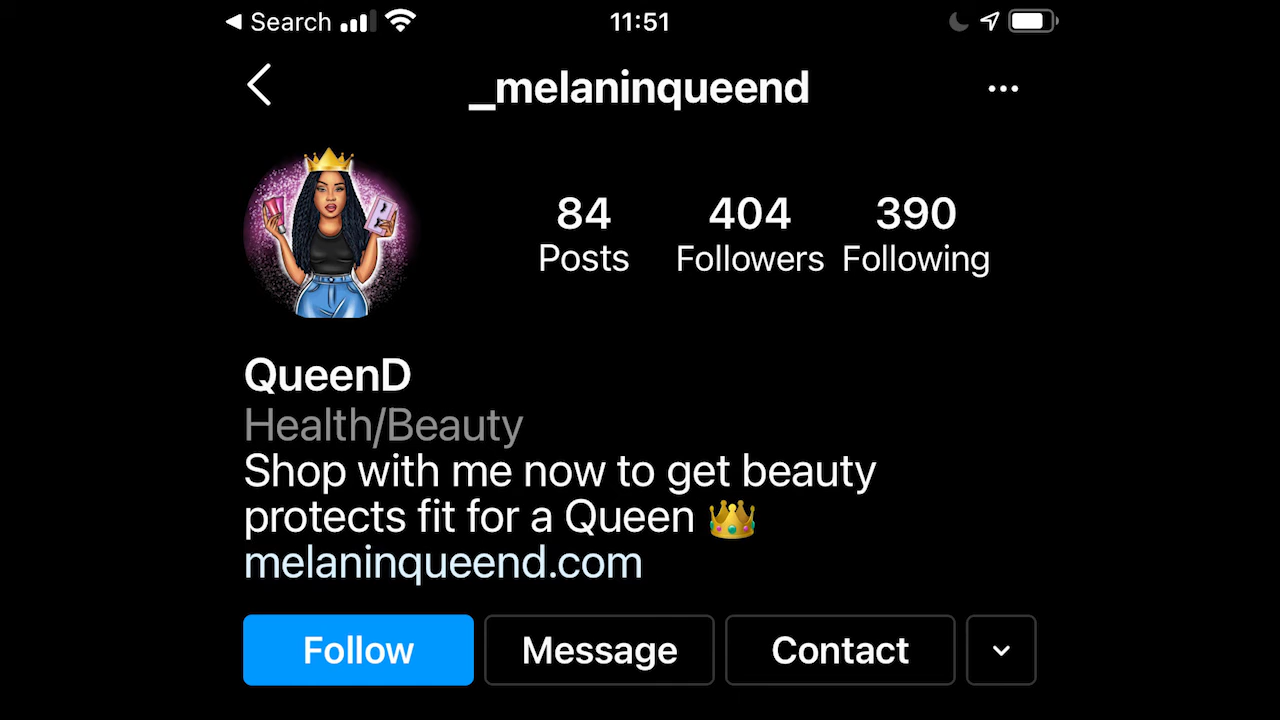 Search
11:51
_melaninqueend
84 404 390
Posts Followers Following
QueenD
Health/Beauty
Shop with me now to get beauty
protects fit for a Queen 👑
melaninqueend.com
Follow Message Contact